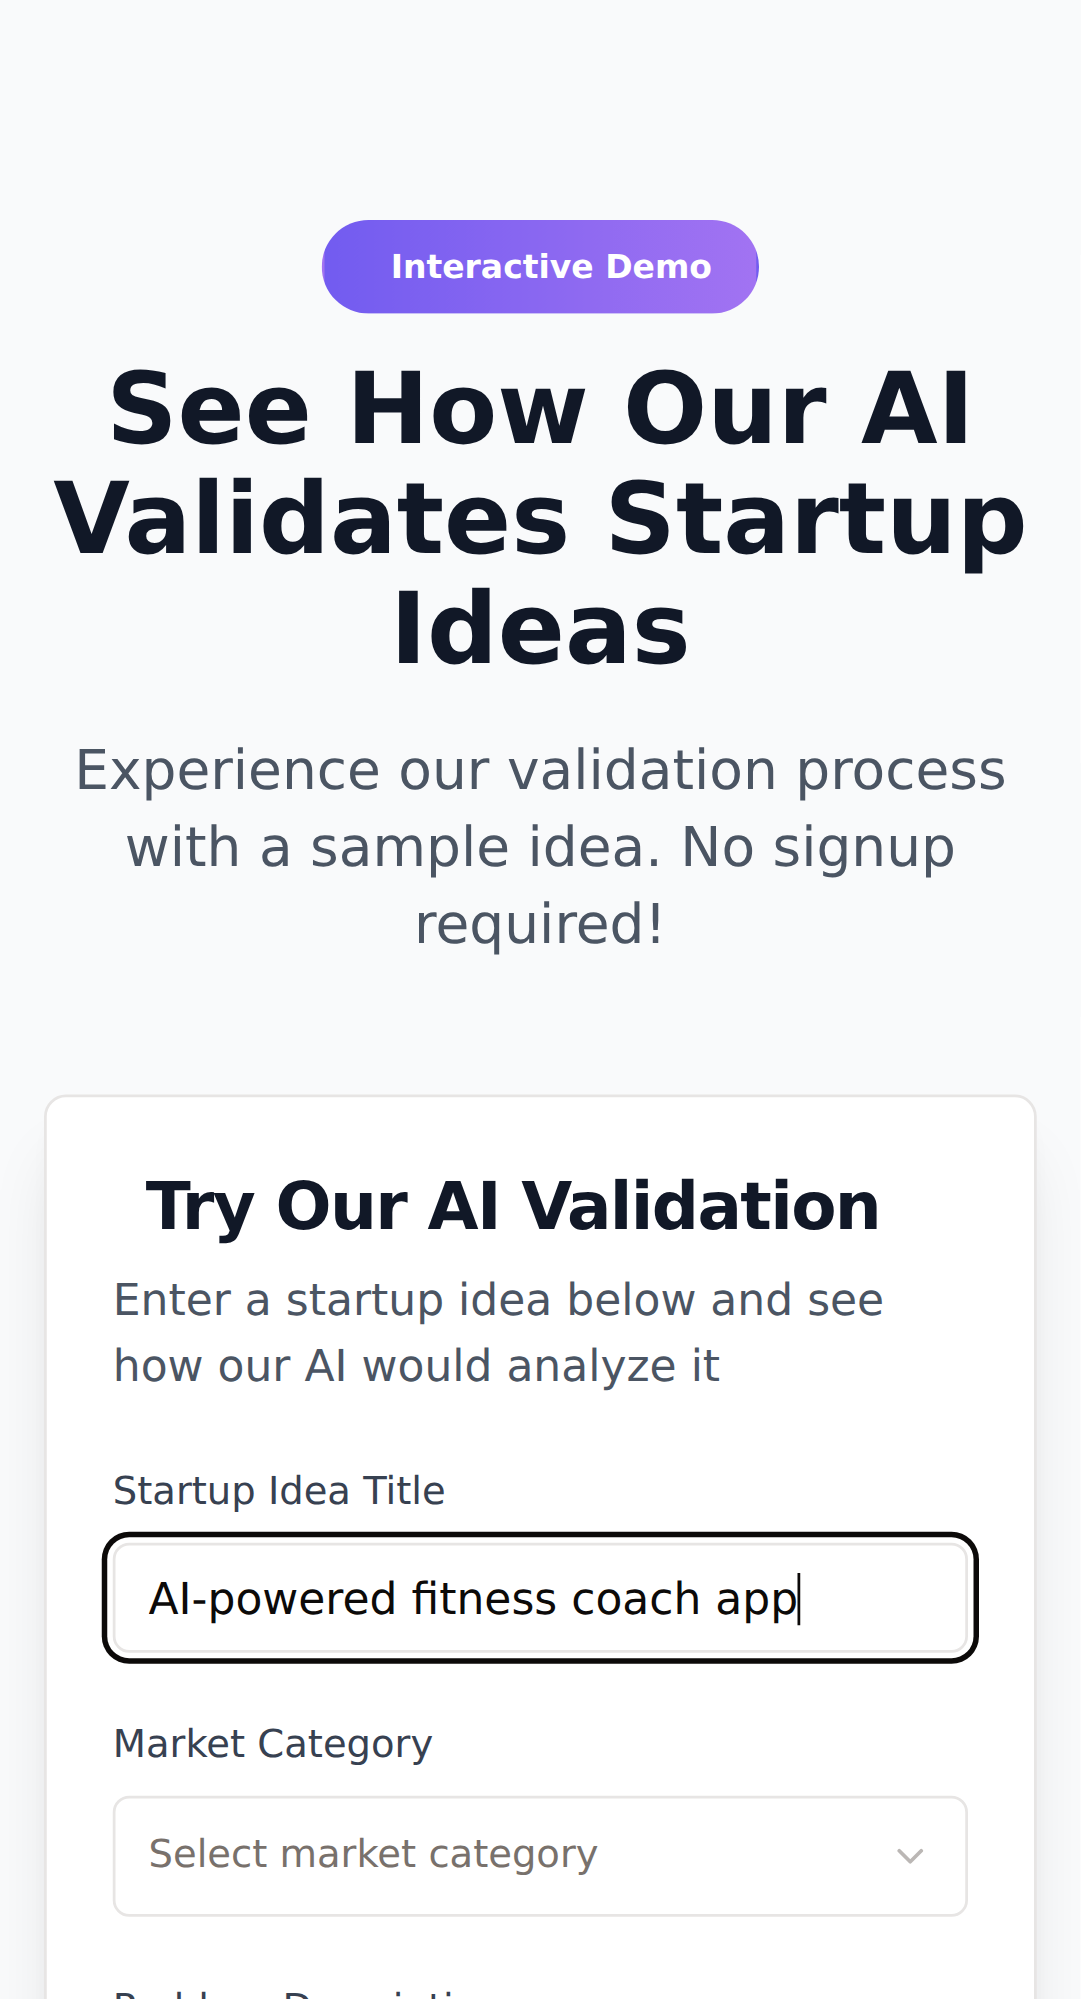 Interactive Demo
See How Our AI
Validates Startup
Ideas
Experience our validation process
with a sample idea. No signup
required!
Try Our AI Validation
Enter a startup idea below and see
how our AI would analyze it
Startup Idea Title
AI-powered fitness coach app
Market Category
Select market category